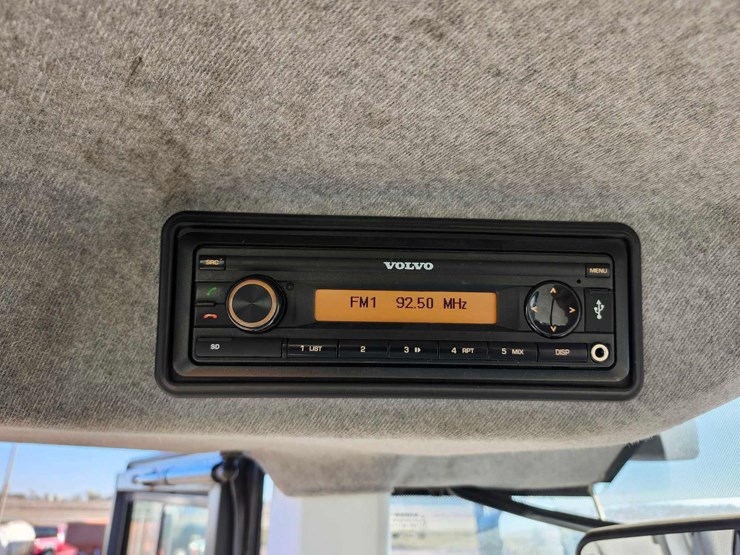 VOLVO
SRC
MENU
FM1 92.50 MHz
SD
1 LIST
2
3
4 RPT
5 MIX
DISP